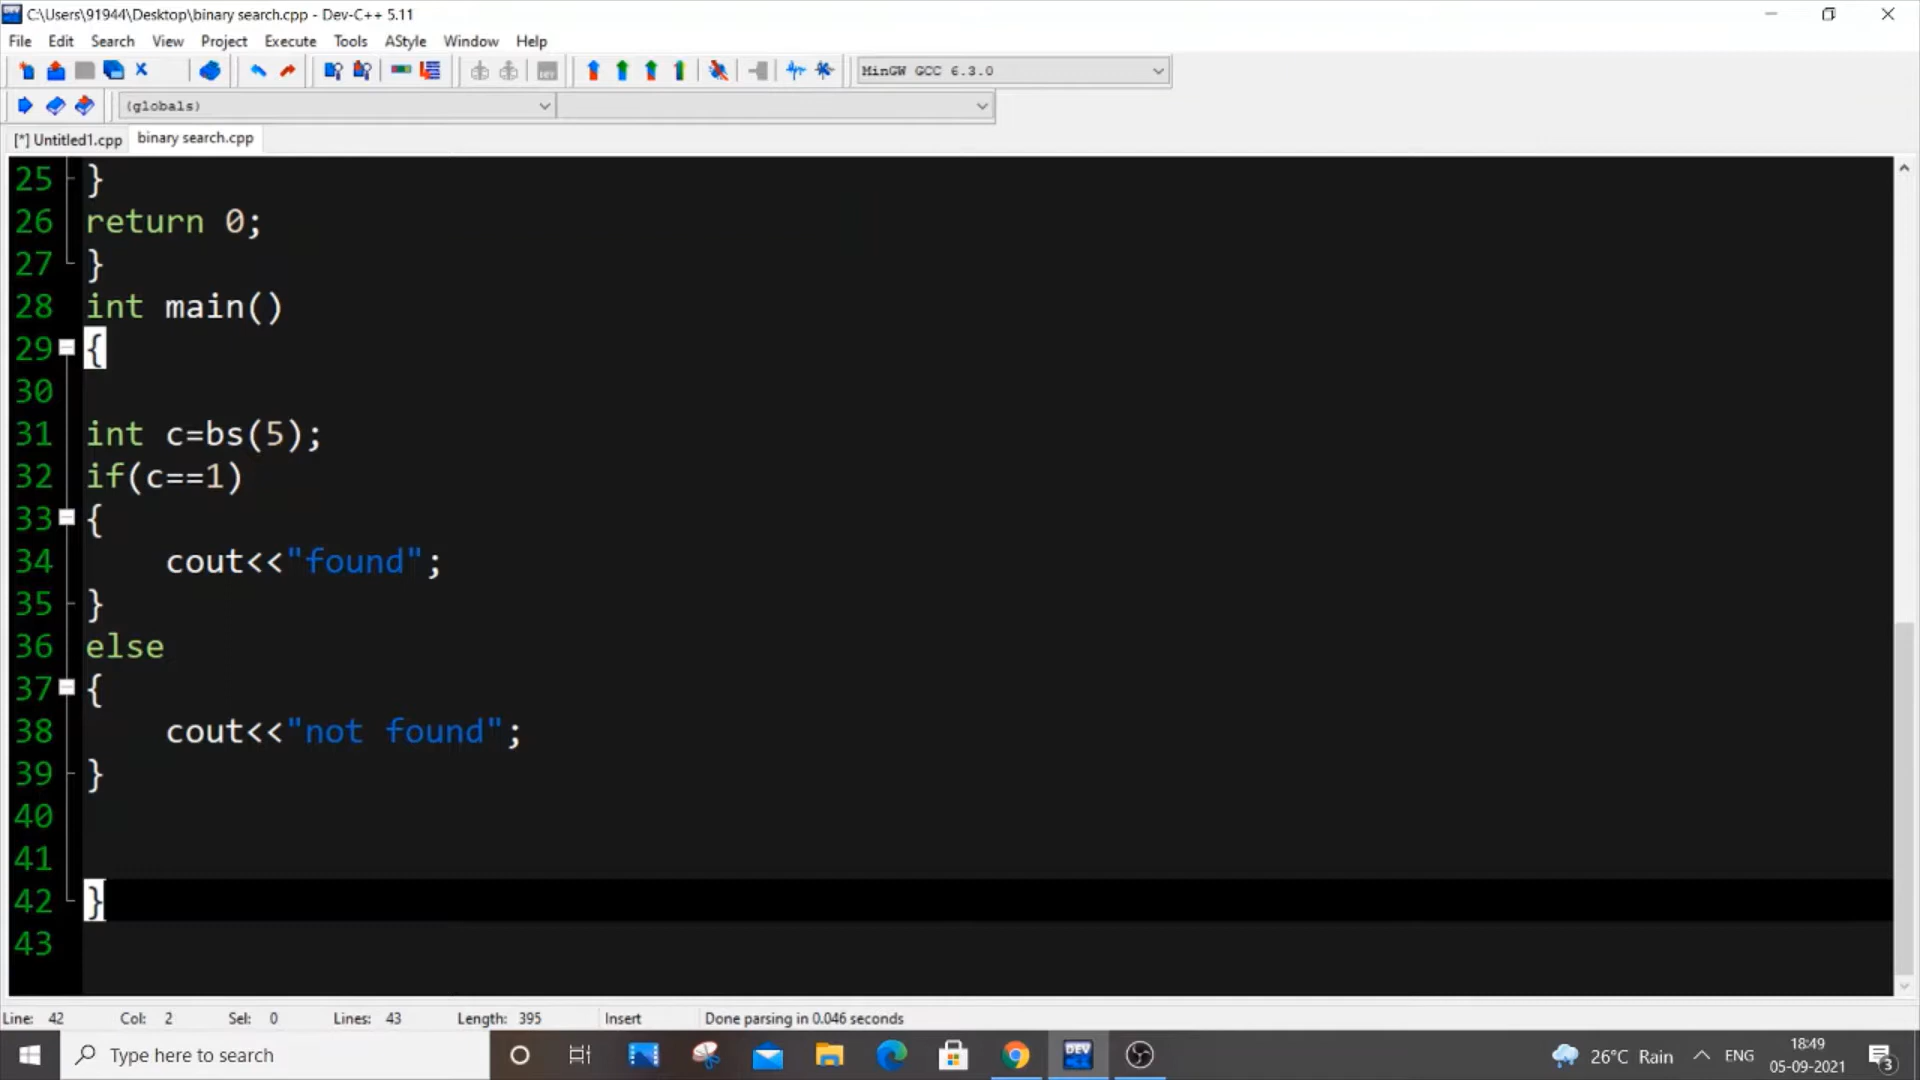 C:\Users\91944\Desktop\binary search.cpp - Dev-C++ 5.11
File Edit Search View Project Execute Tools AStyle Window Help
MinGW GCC 6.3.0
(globals)
[*] Untitled1.cpp binary search.cpp
25 }
26 return 0;
27 }
28 int main()
29 {
30
31 int c=bs(5);
32 if(c==1)
33 {
34 cout<<"found";
35 }
36 else
37 {
38 cout<<"not found";
39 }
40
41
42 }
43
Line: 42 Col: 2 Sel: 0 Lines: 43 Length: 395 Insert Done parsing in 0.046 seconds
Type here to search
DEV
26°C Rain
ENG
18:49
05-09-2021
3